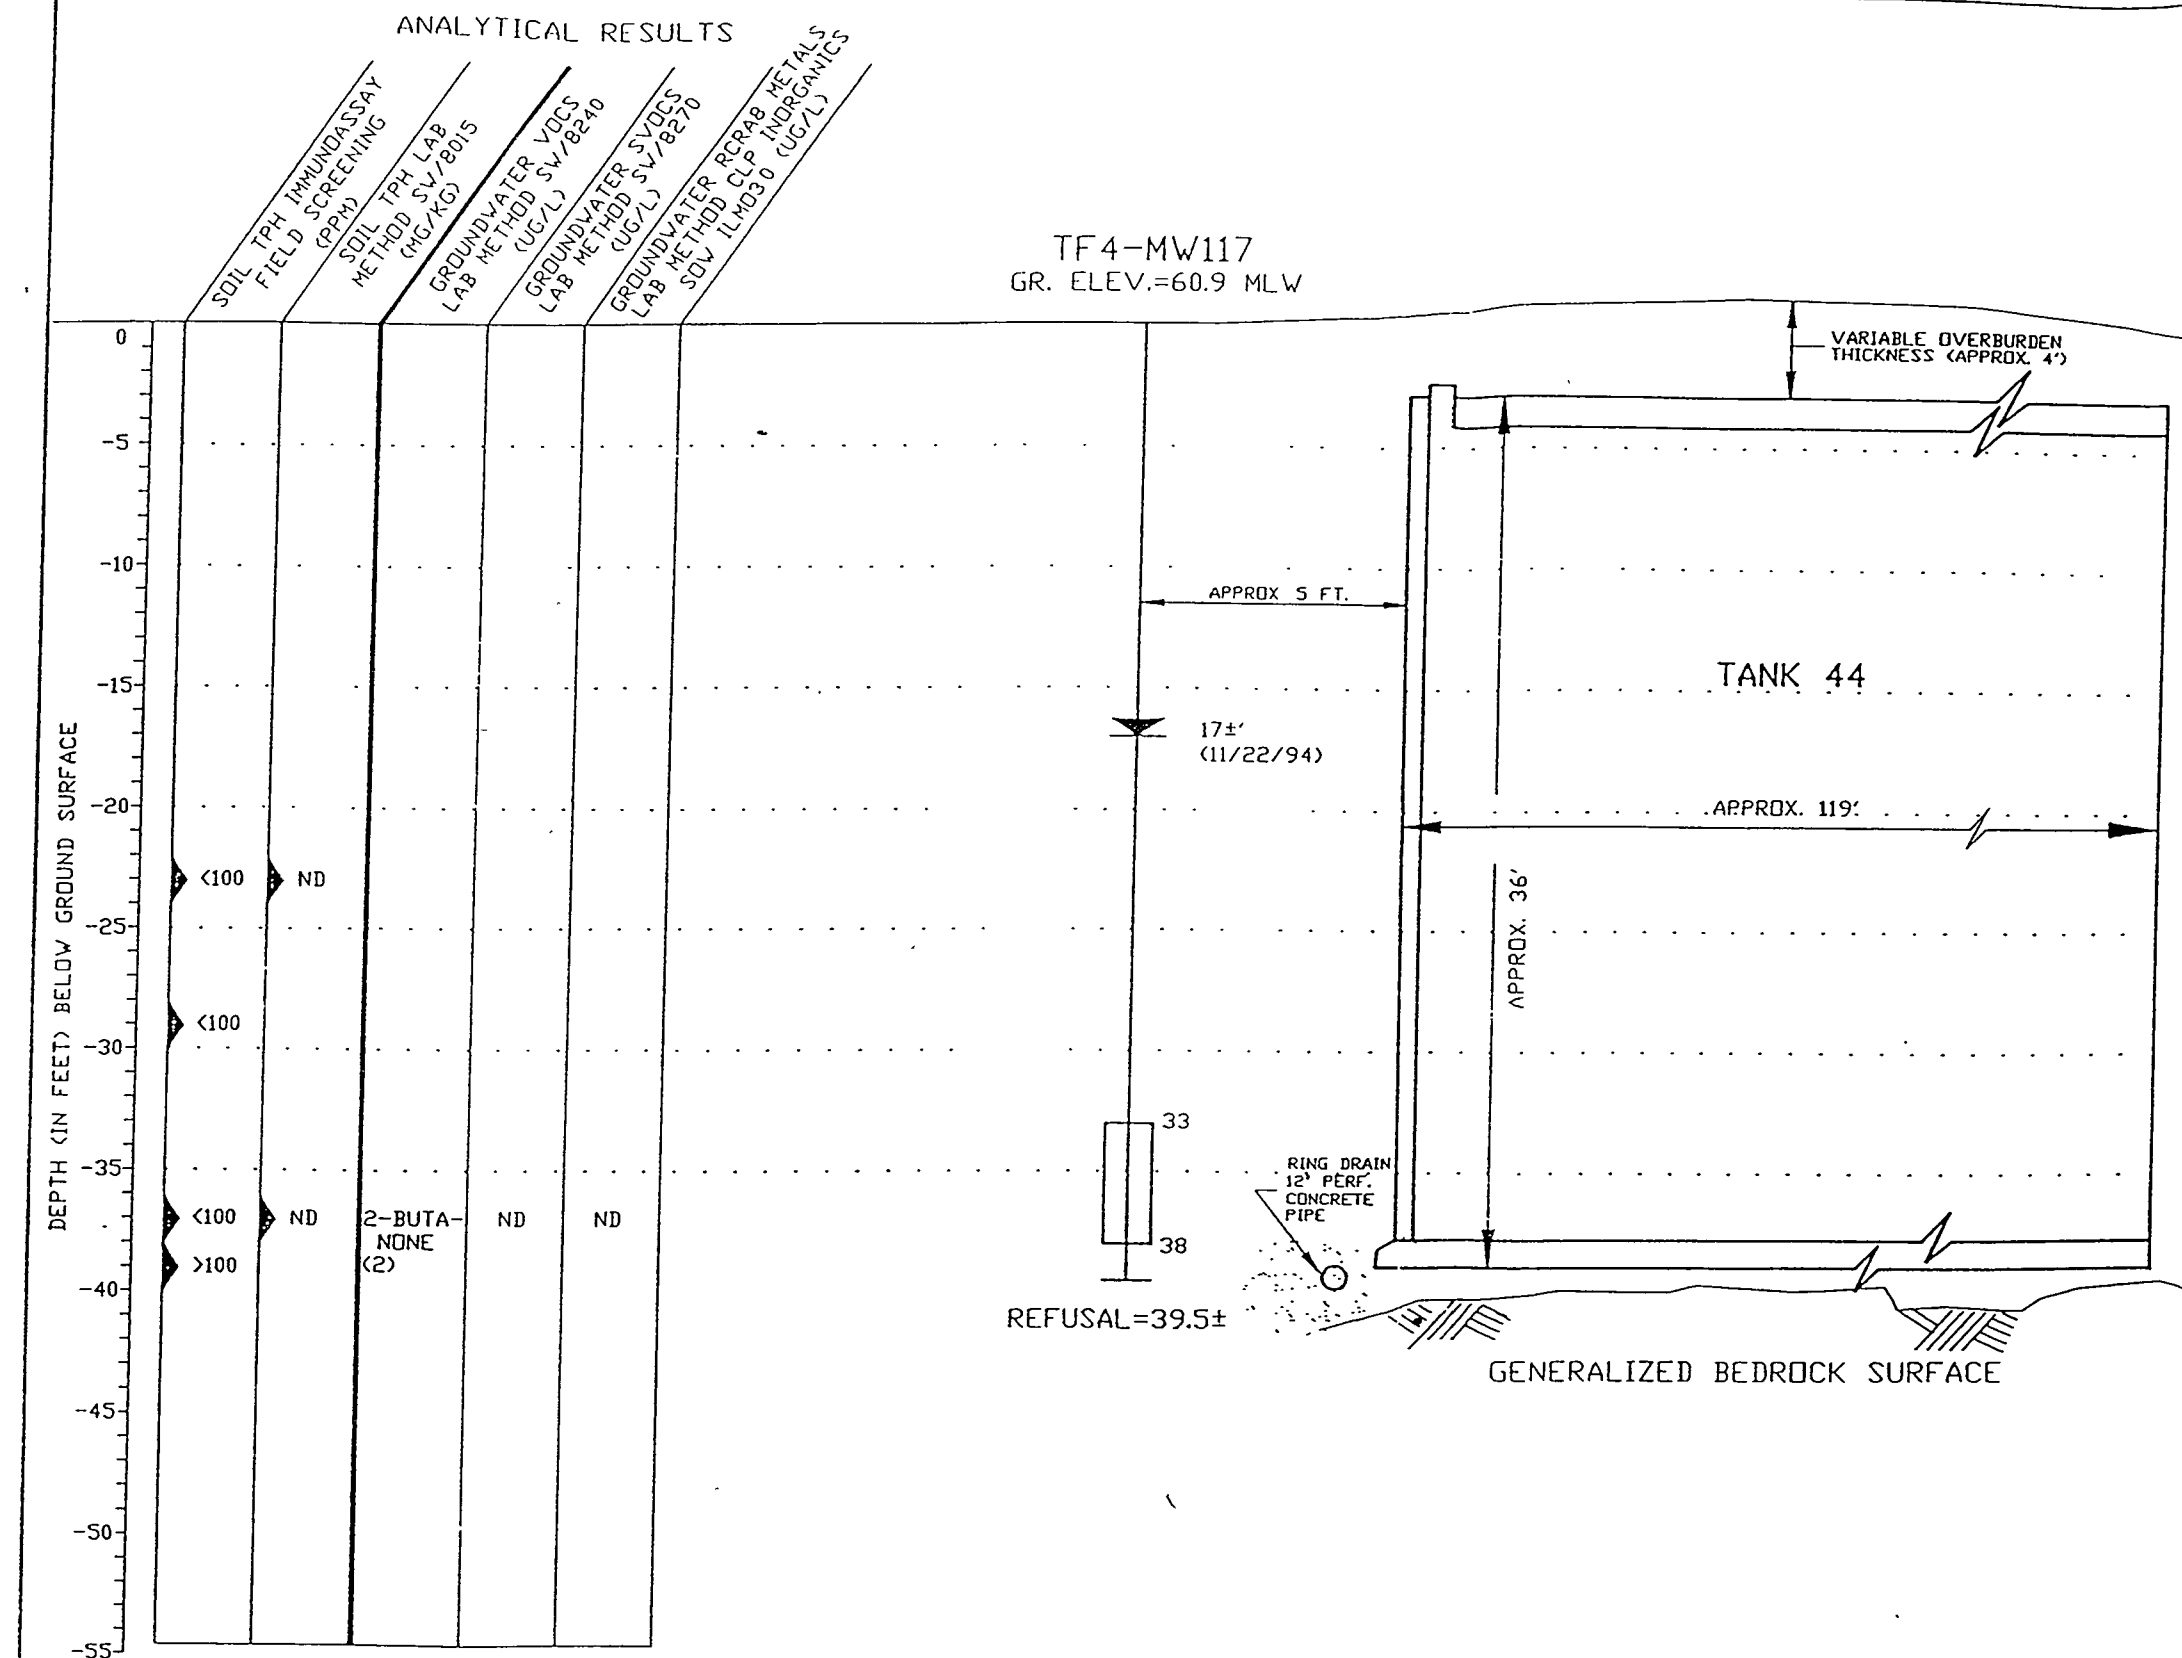 ANALYTICAL RESULTS
SOIL TPH IMMUNOASSAY
FIELD SCREENING
(PPM)
SOIL TPH LAB
METHOD SW/8015
(MG/KG)
GROUNDWATER VOCS
LAB METHOD SW/8240
(UG/L)
GROUNDWATER SVOCS
LAB METHOD SW/8270
(UG/L)
GROUNDWATER RCRA8 METALS
LAB METHOD CLP INORGANICS
SOW ILM030 (UG/L)
TF4-MW117
GR. ELEV.=60.9 MLW
VARIABLE OVERBURDEN
THICKNESS (APPROX. 4')
DEPTH (IN FEET) BELOW GROUND SURFACE
0
-5
-10
APPROX 5 FT.
-15
TANK 44
17±'
(11/22/94)
-20
APPROX. 119'
<100
ND
APPROX. 36'
-25
<100
-30
33
-35
RING DRAIN
12" PERF.
CONCRETE
PIPE
<100
ND
2-BUTA-
NONE
(2)
ND
ND
38
>100
-40
REFUSAL=39.5±
GENERALIZED BEDROCK SURFACE
-45
-50
-55